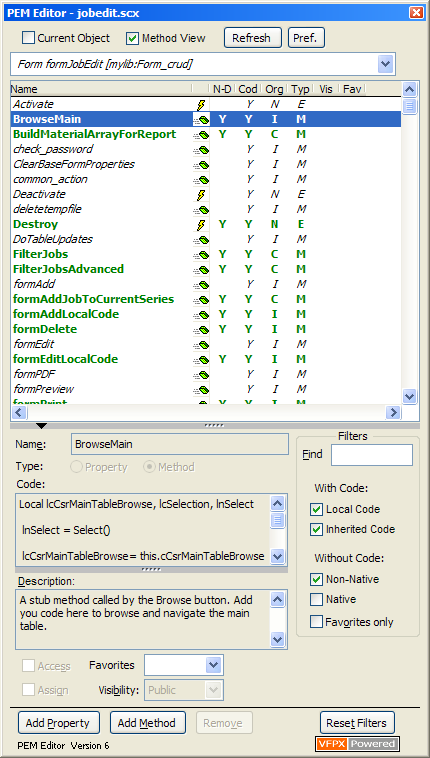 PEM Editor - jobedit.scx
Current Object Method View Refresh Pref.
Form formJobEdit [mylib:Form_crud]
Name N-D Cod Org Typ Vis Fav
Activate Y N E
BrowseMain Y Y I M
BuildMaterialArrayForReport Y Y C M
check_password Y I M
ClearBaseFormProperties Y I M
common_action Y I M
Deactivate Y N E
deletetempfile Y I M
Destroy Y Y N E
DoTableUpdates Y I M
FilterJobs Y Y C M
FilterJobsAdvanced Y Y C M
formAdd Y I M
formAddJobToCurrentSeries Y Y C M
formAddLocalCode Y Y I M
formDelete Y Y I M
formEdit Y I M
formEditLocalCode Y Y I M
formPDF Y I M
formPreview Y I M
formPrint Y Y I M
Name: BrowseMain
Type: Property Method
Code:
Local lcCsrMainTableBrowse, lcSelection, lnSelect
lnSelect = Select()
lcCsrMainTableBrowse= this.cCsrMainTableBrowse
Description:
A stub method called by the Browse button. Add
you code here to browse and navigate the main
table.
Access Favorites
Assign Visibility: Public
Filters
Find
With Code:
Local Code
Inherited Code
Without Code:
Non-Native
Native
Favorites only
Add Property Add Method Remove Reset Filters
PEM Editor Version 6 VFPX Powered